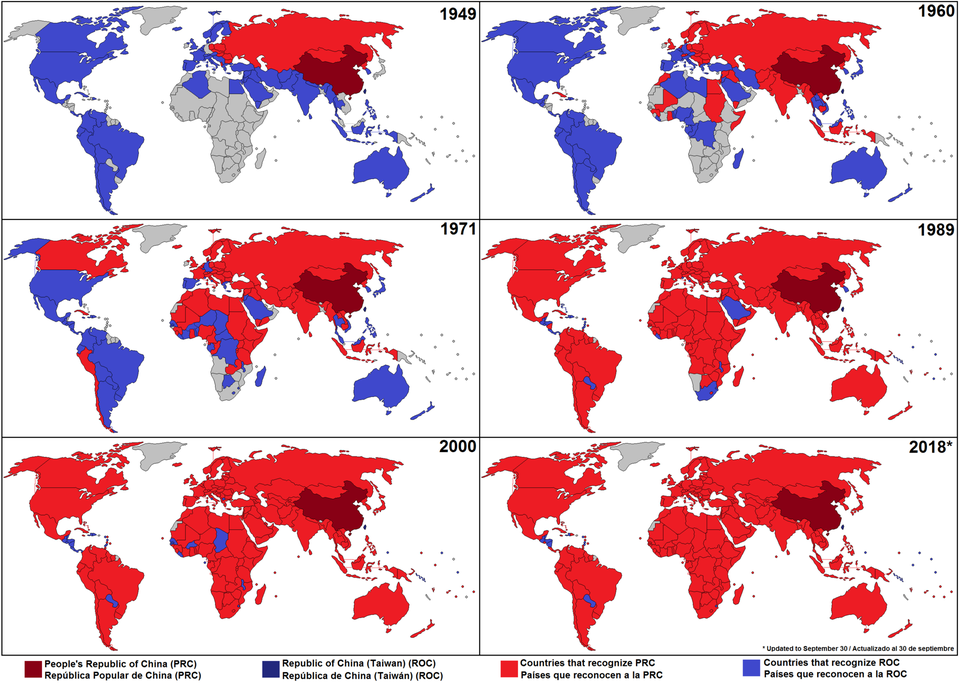 1949
1960
1971
1989
2000
2018*
* Updated to September 30 / Actualizado al 30 de septiembre
People's Republic of China (PRC)
República Popular de China (PRC)
Republic of China (Taiwan) (ROC)
República de China (Taiwán) (ROC)
Countries that recognize PRC
Países que reconocen a la PRC
Countries that recognize ROC
Países que reconocen a la ROC